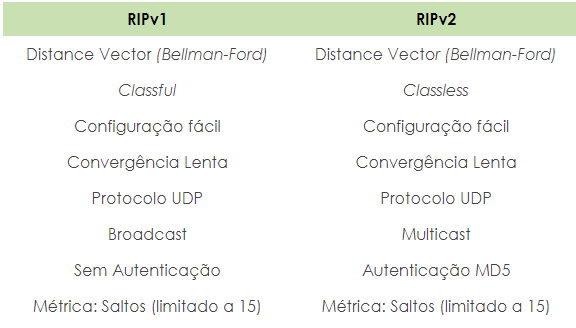 RIPv1 RIPv2
Distance Vector (Bellman-Ford) Distance Vector (Bellman-Ford)
Classful Classless
Configuração fácil Configuração fácil
Convergência Lenta Convergência Lenta
Protocolo UDP Protocolo UDP
Broadcast Multicast
Sem Autenticação Autenticação MD5
Métrica: Saltos (limitado a 15) Métrica: Saltos (limitado a 15)